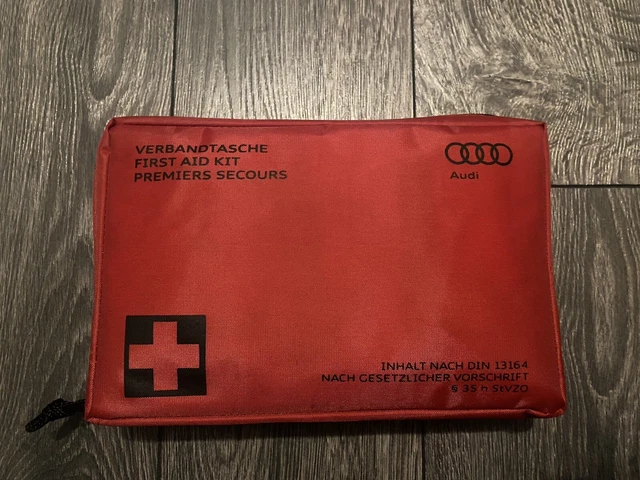 VERBANDTASCHE
FIRST AID KIT
PREMIERS SECOURS
Audi
INHALT NACH DIN 13164
NACH GESETZLICHER VORSCHRIFT
§ 35 h StVZO